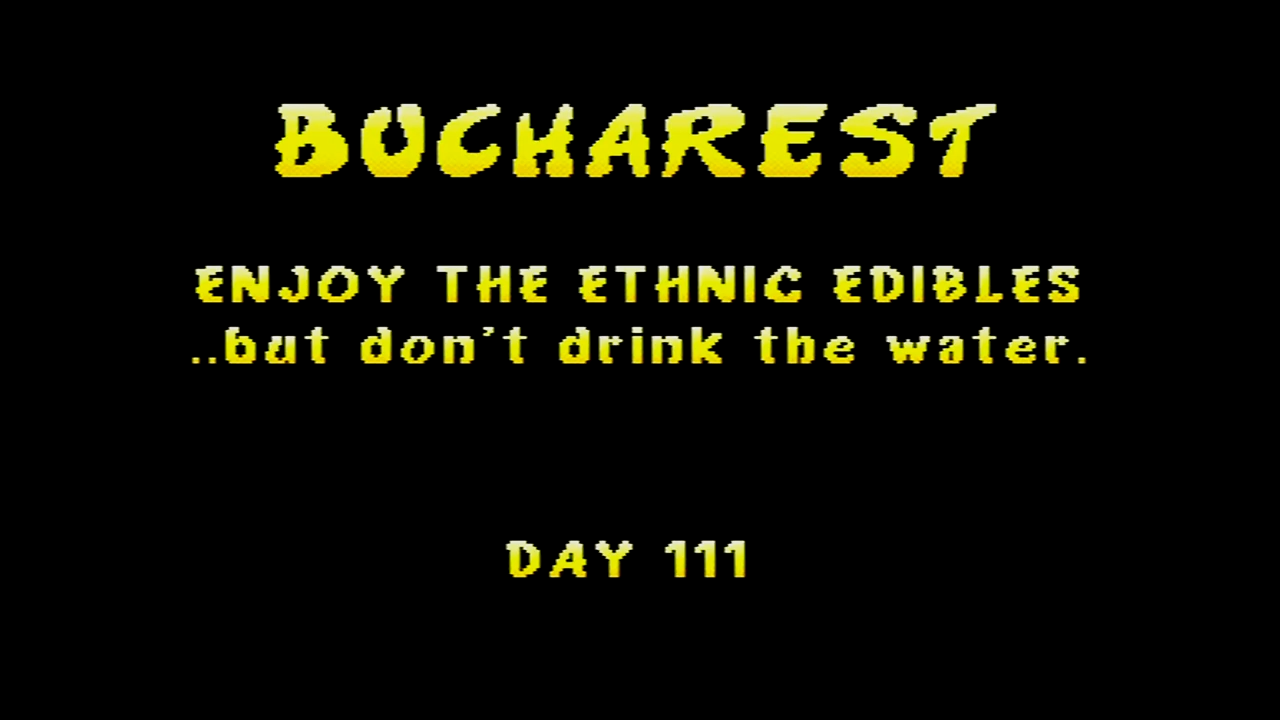 BUCHAREST
ENJOY THE ETHNIC EDIBLES
..but don't drink the water.
DAY 111